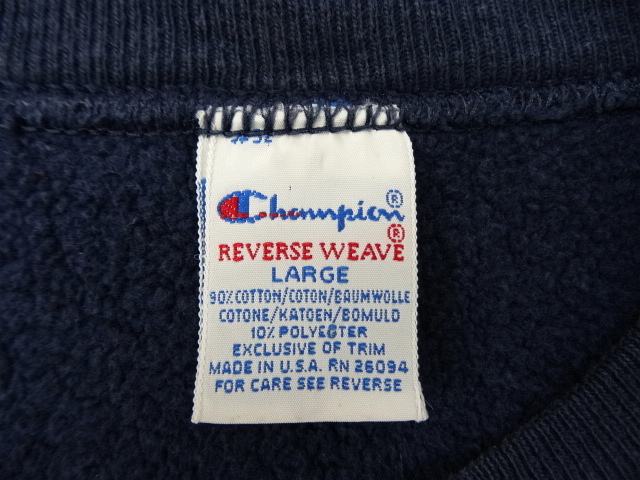 Champion®
REVERSE WEAVE®
LARGE
90% COTTON/COTON/BAUMWOLLE
COTONE/KATOEN/BOMULD
10% POLYESTER
EXCLUSIVE OF TRIM
MADE IN U.S.A. RN 26094
FOR CARE SEE REVERSE